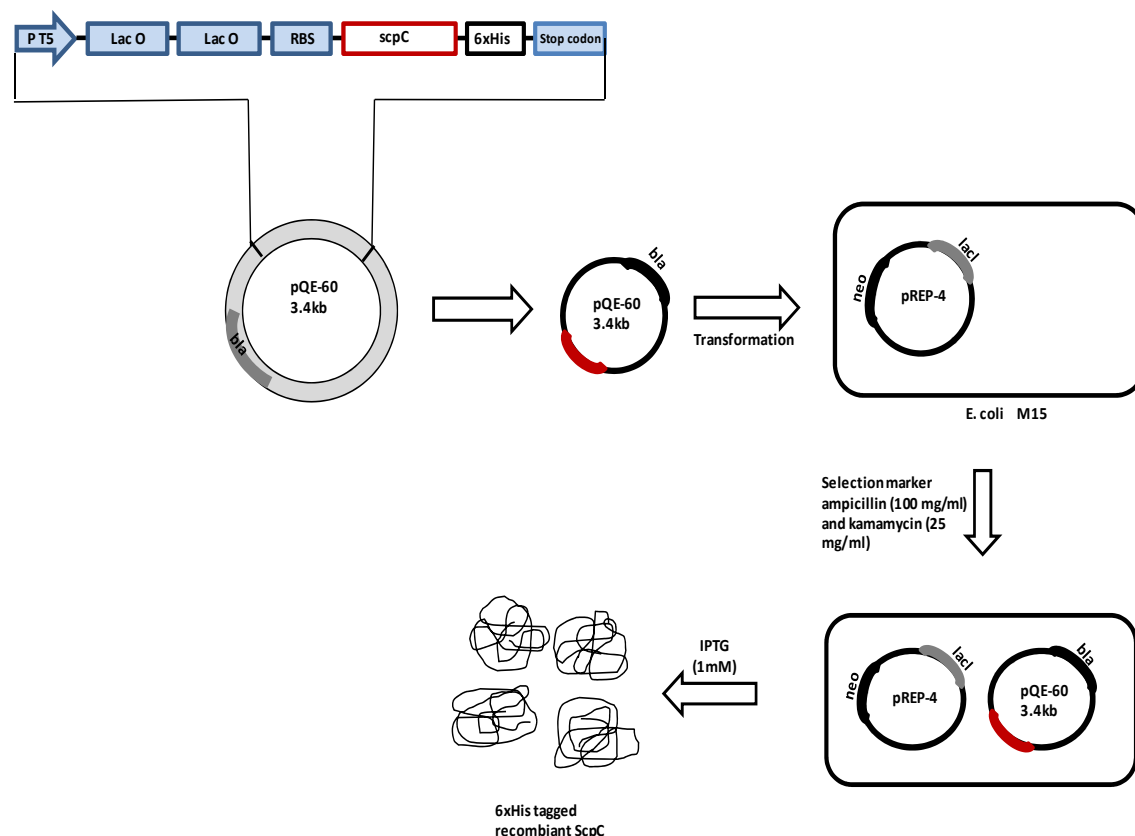 P T5
Lac O
Lac O
RBS
scpC
6xHis
Stop codon
pQE-60
3.4kb
bla
bla
pQE-60
3.4kb
Transformation
lacI
neo
pREP-4
E. coli M15
Selection marker
ampicillin (100 mg/ml)
and kamamycin (25
mg/ml)
IPTG
(1mM)
neo
lacI
pREP-4
bla
pQE-60
3.4kb
6xHis tagged
recombiant ScpC